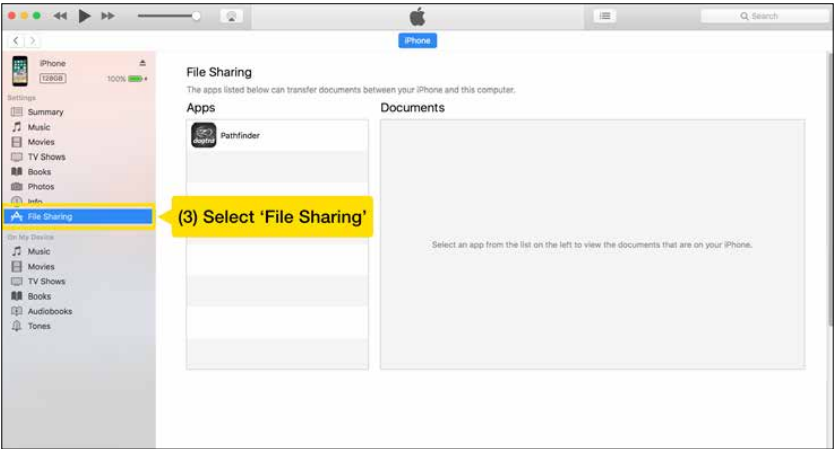 Search
iPhone
iPhone
128GB 100%
Settings
Summary
Music
Movies
TV Shows
Books
Photos
Info
File Sharing
On My Device
Music
Movies
TV Shows
Books
Audiobooks
Tones
File Sharing
The apps listed below can transfer documents between your iPhone and this computer.
Apps
Documents
dogtra
Pathfinder
(3) Select ‘File Sharing’
Select an app from the list on the left to view the documents that are on your iPhone.